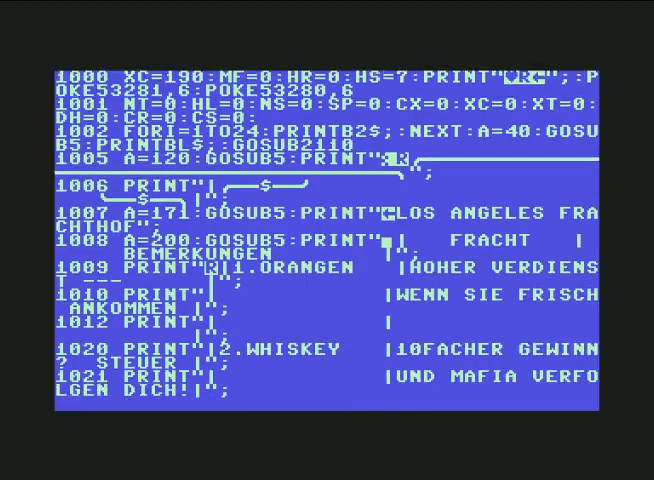 1000 XC=190:MF=0:HR=0:HS=7:PRINT"♥R←";:P
OKE53281,6:POKE53280,6
1001 NT=0:HL=0:NS=0:SP=0:CX=0:XC=0:XT=0:
DH=0:CR=0:CS=0:
1002 FORI=1TO24:PRINTB2$;:NEXT:A=40:GOSU
B5:PRINTBL$;:GOSUB2110
1005 A=120:GOSUB5:PRINT"R
";
1006 PRINT"| $
$ |";
1007 A=171:GOSUB5:PRINT"←LOS ANGELES FRA
CHTHOF";
1008 A=200:GOSUB5:PRINT"■| FRACHT |
BEMERKUNGEN |";
1009 PRINT"R|1.ORANGEN |HOHER VERDIENS
T --- |";
1010 PRINT"| |WENN SIE FRISCH
ANKOMMEN |";
1012 PRINT"| |
|";
1020 PRINT"|2.WHISKEY |10FACHER GEWINN
? STEUER |";
1021 PRINT"| |UND MAFIA VERFO
LGEN DICH!|";